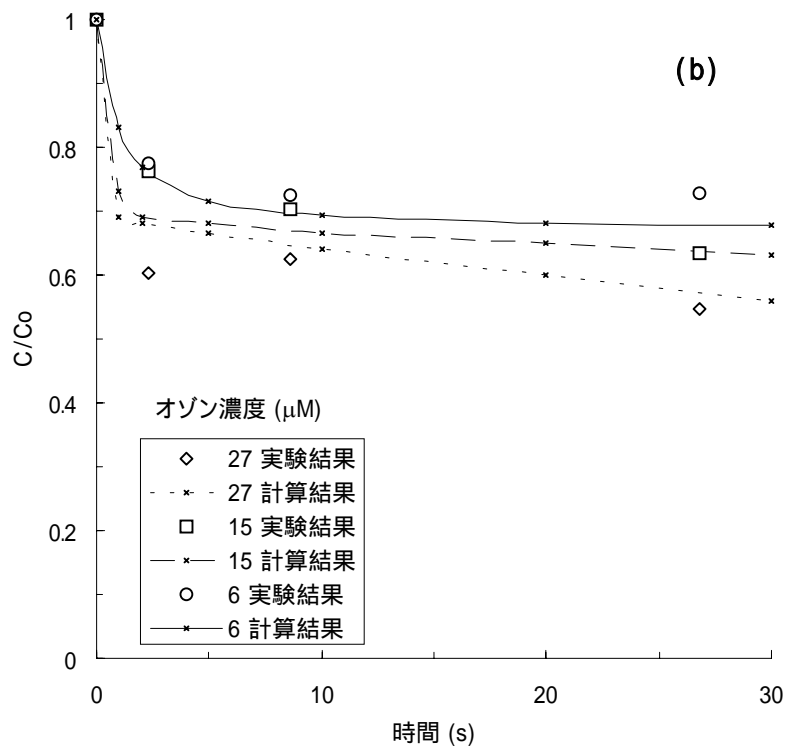 1
(b)
0.8
0.6
C/Co
0.4
オゾン濃度 (μM)
27 実験結果
27 計算結果
15 実験結果
15 計算結果
6 実験結果
6 計算結果
0.2
0
0
10
20
30
時間 (s)